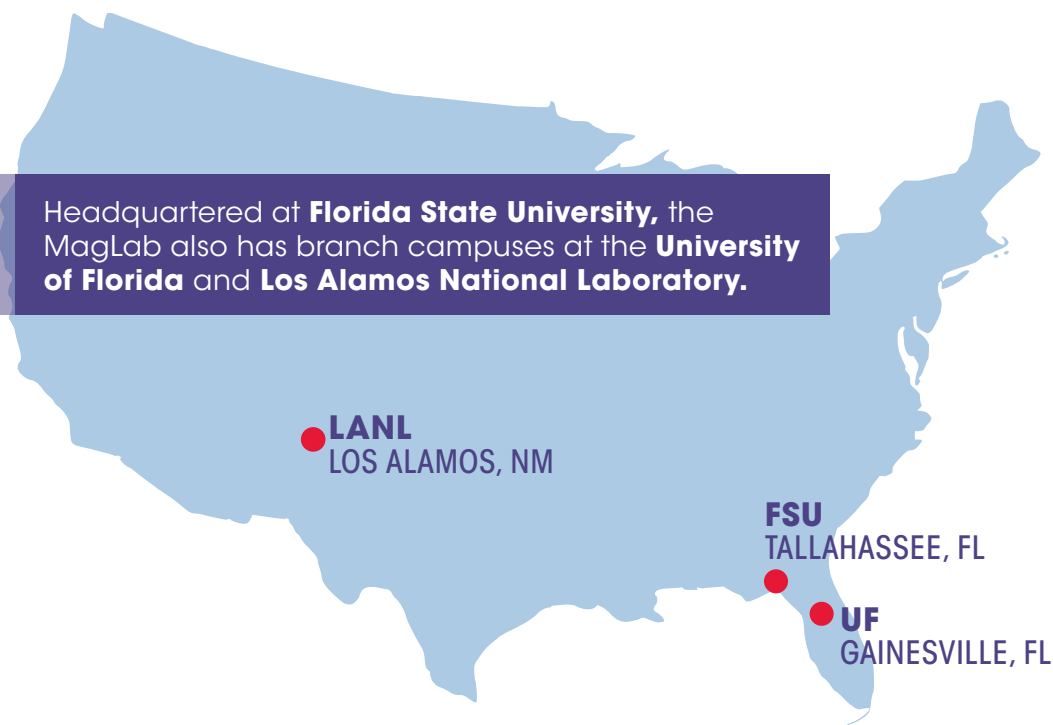 Headquartered at Florida State University, the
MagLab also has branch campuses at the University
of Florida and Los Alamos National Laboratory.
LANL
LOS ALAMOS, NM
FSU
TALLAHASSEE, FL
UF
GAINESVILLE, FL